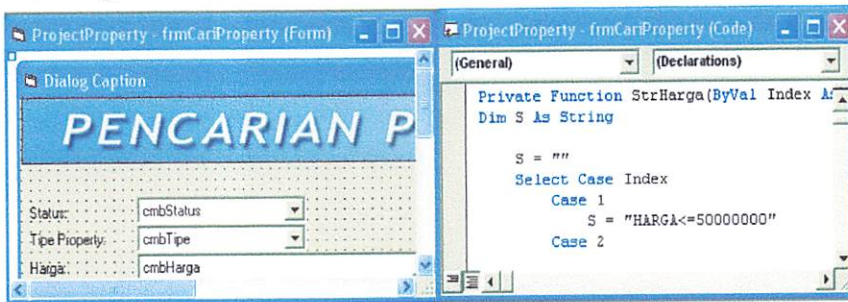 ProjectProperty - frmCariProperty (Form)
Dialog Caption
PENCARIAN P
Status:
cmbStatus
Tipe Property:
cmbTipe
Harga:
cmbHarga
ProjectProperty - frmCariProperty (Code)
(General)
(Declarations)
Private Function StrHarga(ByVal Index As
Dim S As String
S = ""
Select Case Index
Case 1
S = "HARGA<=50000000"
Case 2